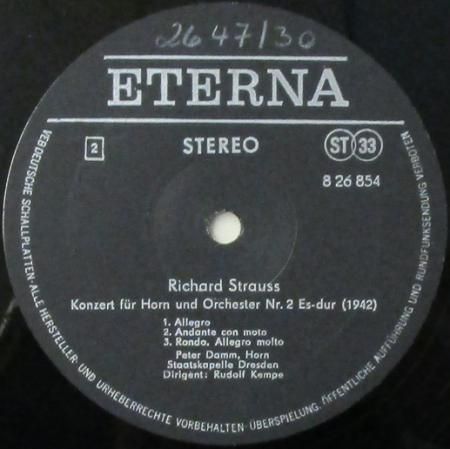 2647/30
ETERNA
2
STEREO
ST 33
8 26 854
Richard Strauss
Konzert für Horn und Orchester Nr. 2 Es-dur (1942)
1. Allegro
2. Andante con moto
3. Rondo. Allegro molto
Peter Damm, Horn
Staatskapelle Dresden
Dirigent: Rudolf Kempe
VEB DEUTSCHE SCHALLPLATTEN · ALLE HERSTELLER- UND URHEBERRECHTE VORBEHALTEN · ÜBERSPIELUNG, ÖFFENTLICHE AUFFÜHRUNG UND RUNDFUNKSENDUNG VERBOTEN